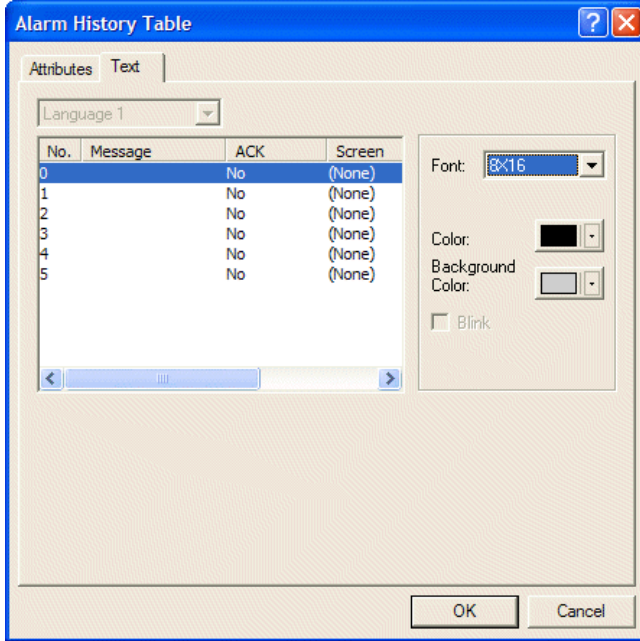 Alarm History Table
Attributes Text
Language 1
No. Message ACK Screen
0 No (None)
1 No (None)
2 No (None)
3 No (None)
4 No (None)
5 No (None)
Font: 8X16
Color:
Background
Color:
Blink
OK Cancel